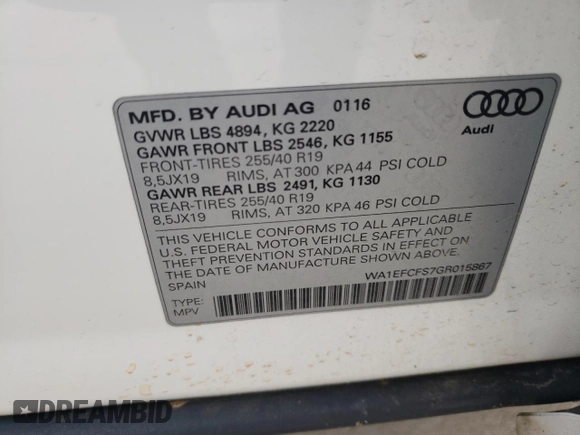 MFD. BY AUDI AG 0116
GVWR LBS 4894, KG 2220
GAWR FRONT LBS 2546, KG 1155
FRONT-TIRES 255/40 R19
8,5JX19 RIMS, AT 300 KPA 44 PSI COLD
GAWR REAR LBS 2491, KG 1130
REAR-TIRES 255/40 R19
8,5JX19 RIMS, AT 320 KPA 46 PSI COLD
Audi
THIS VEHICLE CONFORMS TO ALL APPLICABLE
U.S. FEDERAL MOTOR VEHICLE SAFETY AND
THEFT PREVENTION STANDARDS IN EFFECT ON
THE DATE OF MANUFACTURE SHOWN ABOVE.
SPAIN
WA1EFCFS7GR015867
TYPE:
MPV
DREAMBID